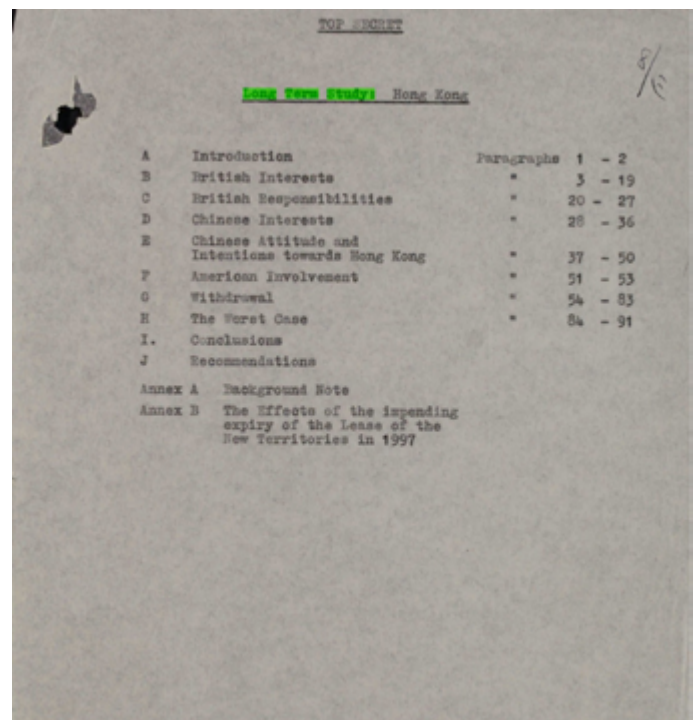 TOP SECRET
Long Term Study: Hong Kong
A Introduction Paragraphs 1 - 2
B British Interests " 3 - 19
C British Responsibilities " 20 - 27
D Chinese Interests " 28 - 36
E Chinese Attitude and
Intentions towards Hong Kong " 37 - 50
F American Involvement " 51 - 53
G Withdrawal " 54 - 83
H The Worst Case " 84 - 91
I. Conclusions
J Recommendations
Annex A Background Note
Annex B The Effects of the impending
expiry of the Lease of the
New Territories in 1997